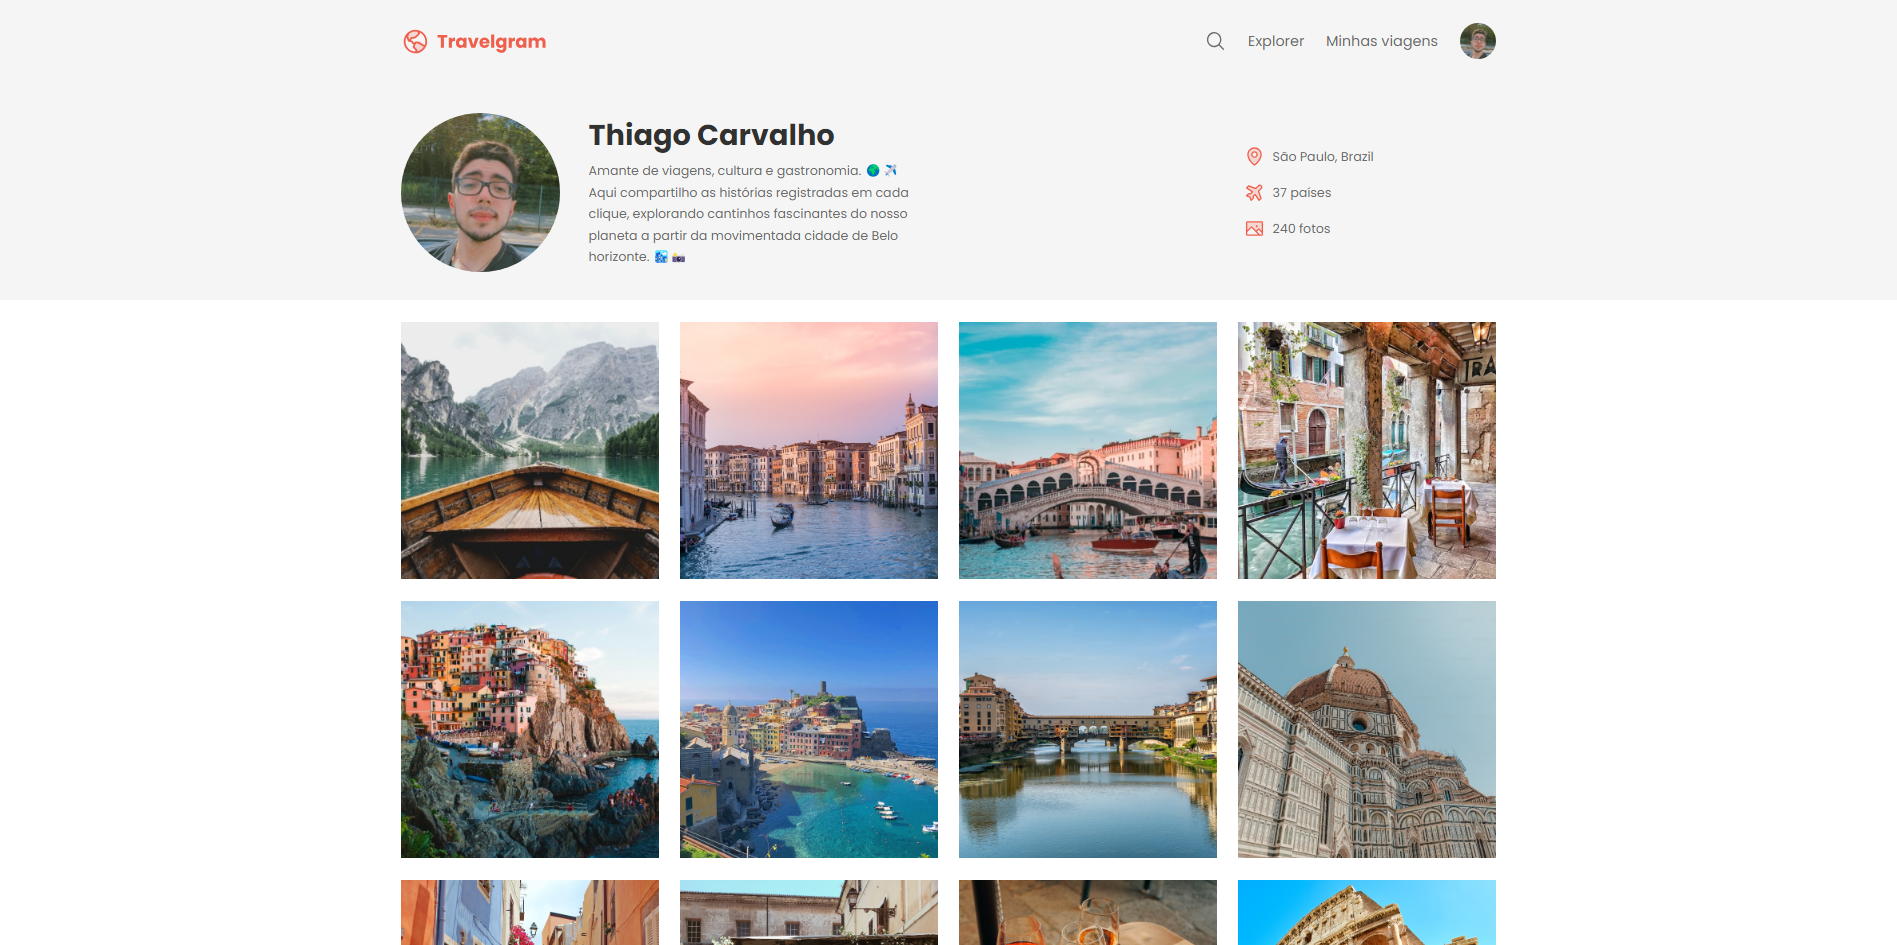 Travelgram
Explorer
Minhas viagens
Thiago Carvalho
Amante de viagens, cultura e gastronomia. 🌍 ✈️
Aqui compartilho as histórias registradas em cada
clique, explorando cantinhos fascinantes do nosso
planeta a partir da movimentada cidade de Belo
horizonte. 🏞️ 📸
São Paulo, Brazil
37 países
240 fotos
TRA